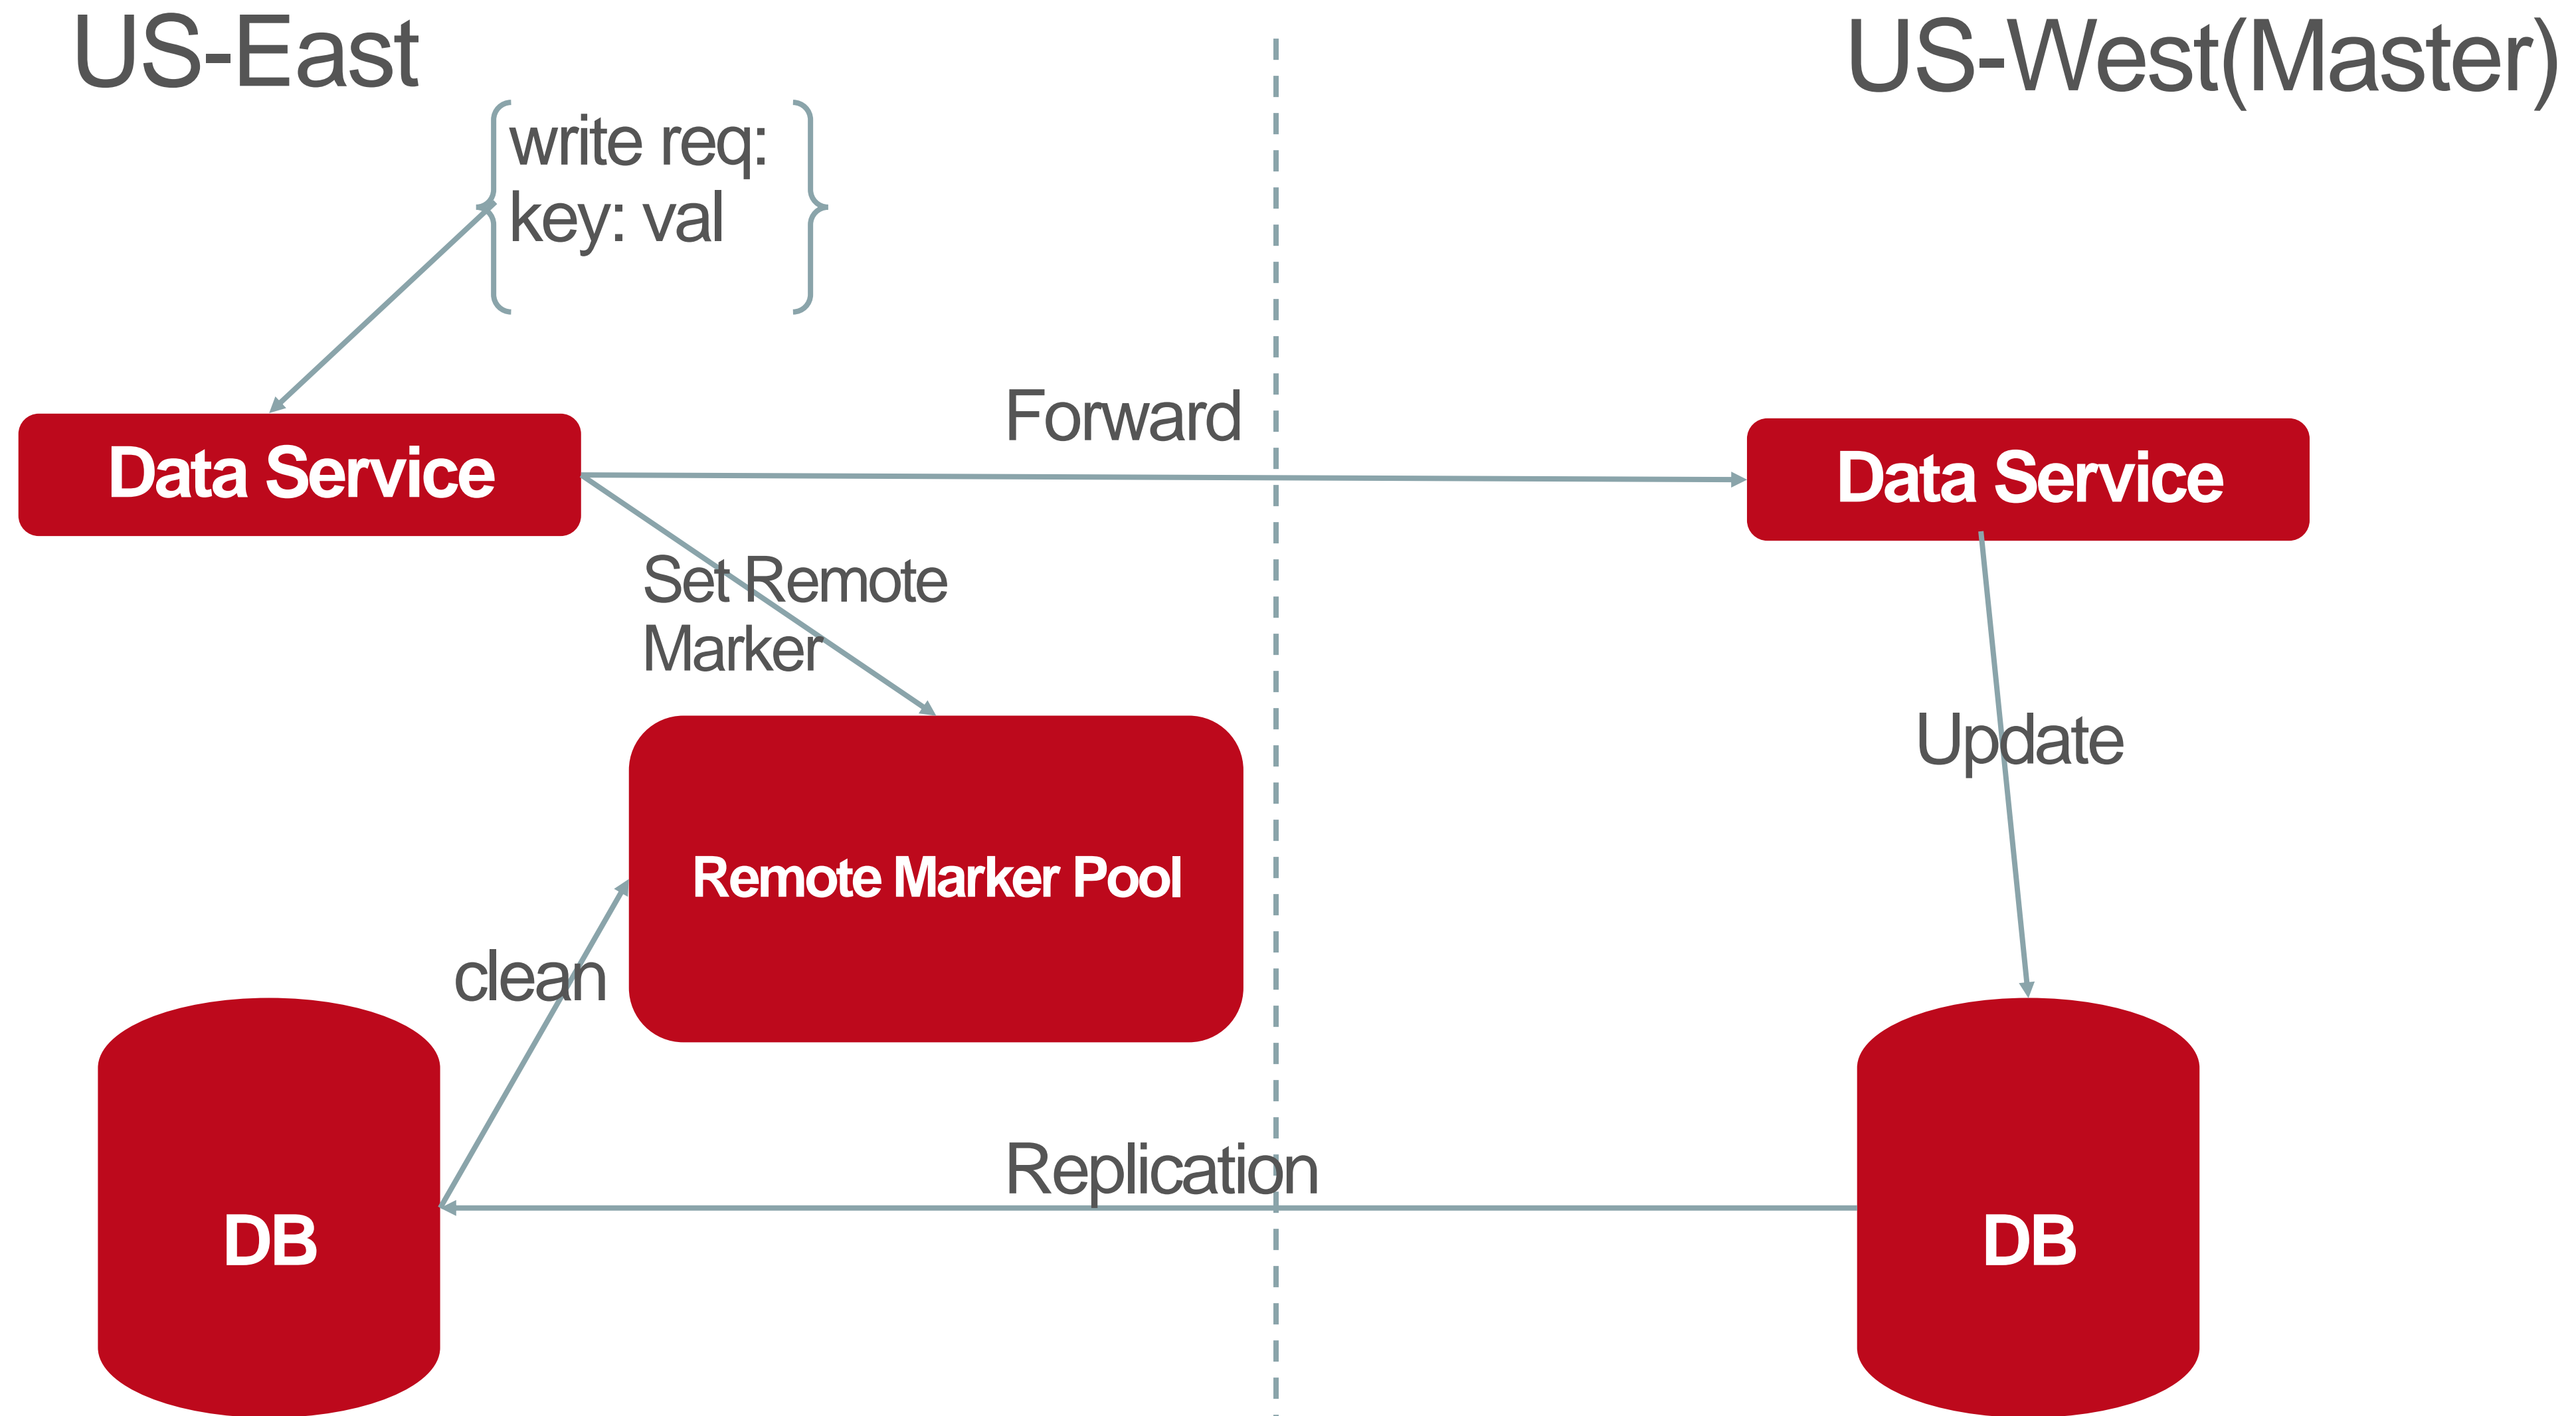 US-East
US-West(Master)
write req:
key: val
Forward
Data Service
Data Service
Set Remote
Marker
Update
Remote Marker Pool
clean
Replication
DB
DB